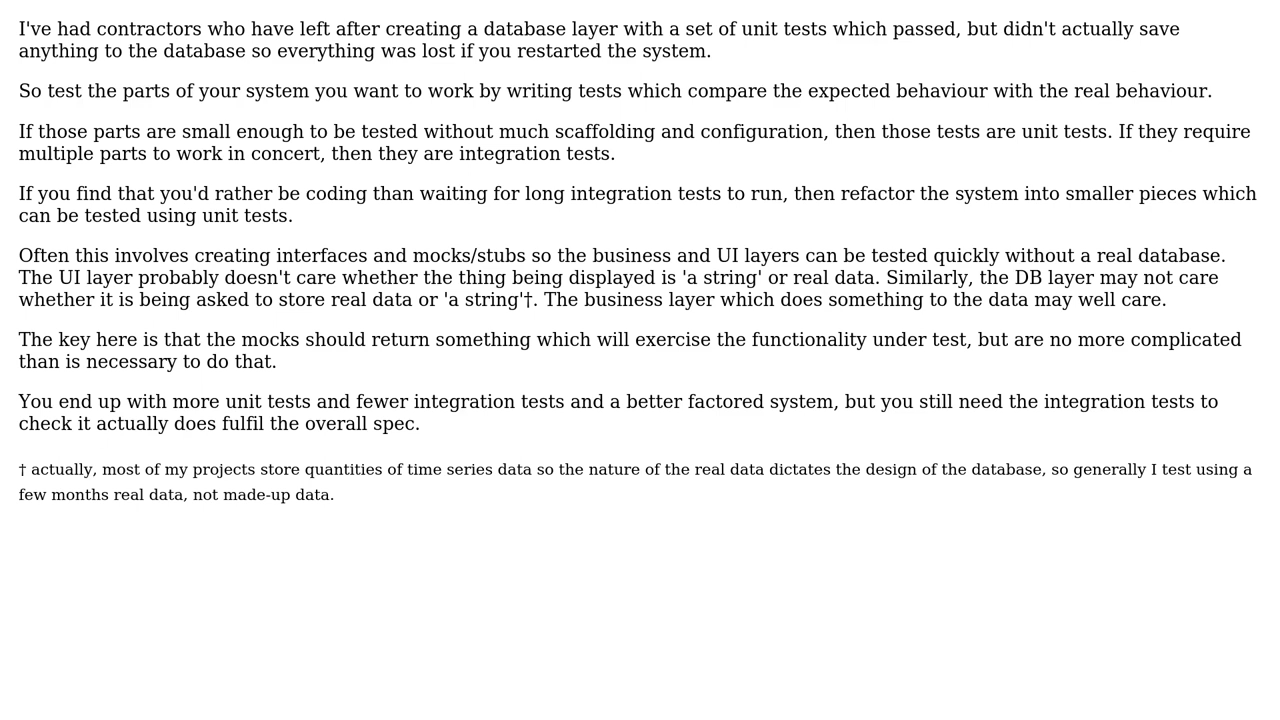 I've had contractors who have left after creating a database layer with a set of unit tests which passed, but didn't actually save
anything to the database so everything was lost if you restarted the system.
So test the parts of your system you want to work by writing tests which compare the expected behaviour with the real behaviour.
If those parts are small enough to be tested without much scaffolding and configuration, then those tests are unit tests. If they require
multiple parts to work in concert, then they are integration tests.
If you find that you'd rather be coding than waiting for long integration tests to run, then refactor the system into smaller pieces which
can be tested using unit tests.
Often this involves creating interfaces and mocks/stubs so the business and UI layers can be tested quickly without a real database.
The UI layer probably doesn't care whether the thing being displayed is 'a string' or real data. Similarly, the DB layer may not care
whether it is being asked to store real data or 'a string'†. The business layer which does something to the data may well care.
The key here is that the mocks should return something which will exercise the functionality under test, but are no more complicated
than is necessary to do that.
You end up with more unit tests and fewer integration tests and a better factored system, but you still need the integration tests to
check it actually does fulfil the overall spec.
† actually, most of my projects store quantities of time series data so the nature of the real data dictates the design of the database, so generally I test using a
few months real data, not made-up data.